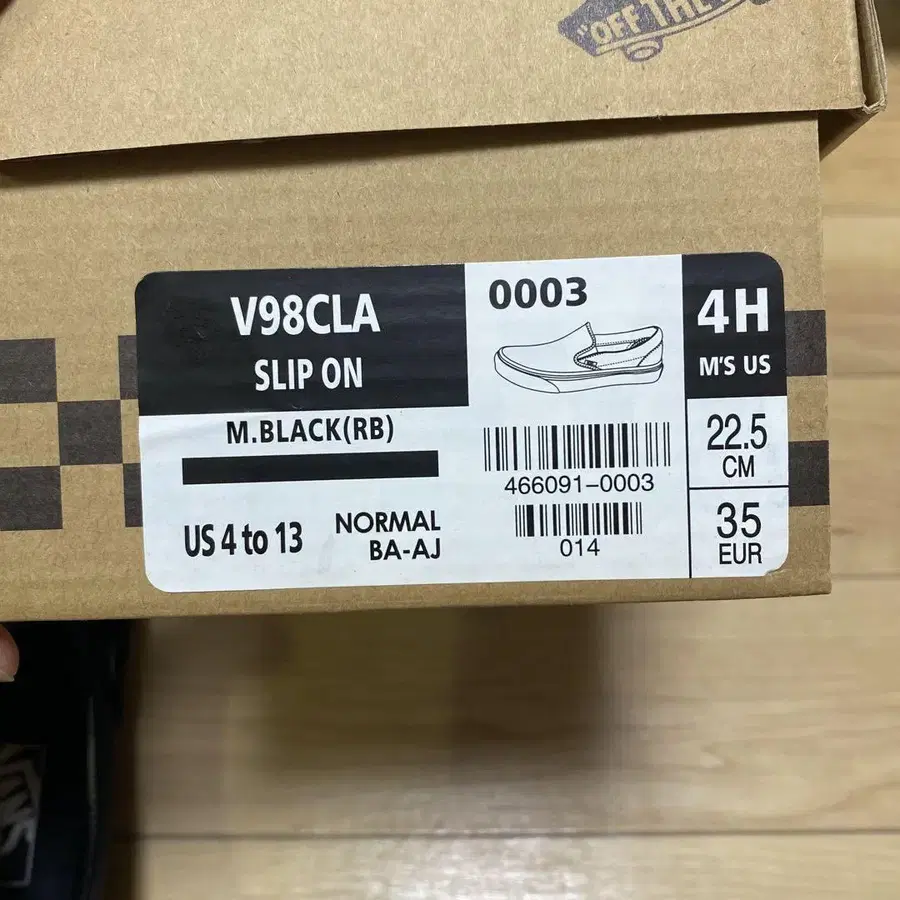 "OFF THE
V98CLA
SLIP ON
M.BLACK(RB)
US 4 to 13
NORMAL
BA-AJ
0003
466091-0003
014
4H
M'S US
22.5
CM
35
EUR